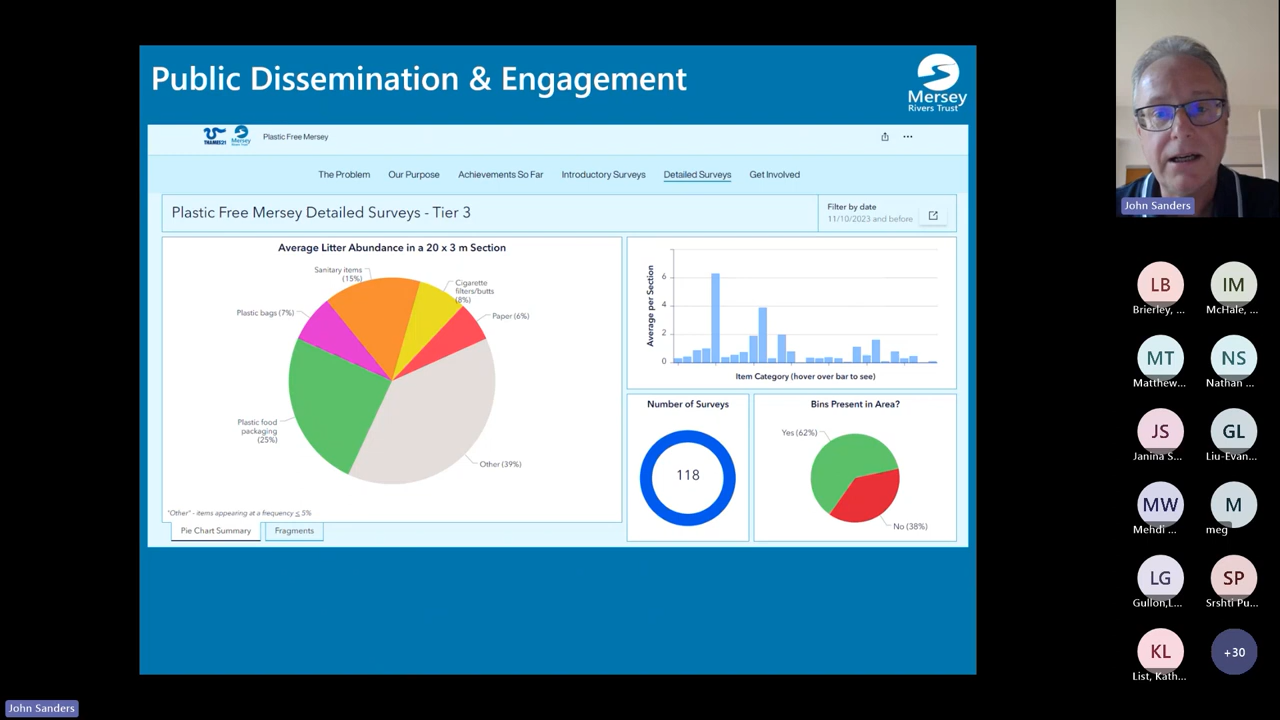 Public Dissemination & Engagement
Mersey
Rivers Trust
THAMES21
Mersey
Plastic Free Mersey
The Problem
Our Purpose
Achievements So Far
Introductory Surveys
Detailed Surveys
Get Involved
Plastic Free Mersey Detailed Surveys - Tier 3
Filter by date
11/10/2023 and before
Average Litter Abundance in a 20 x 3 m Section
Sanitary items
(15%)
Cigarette
filters/butts
(8%)
Plastic bags (7%)
Paper (6%)
Plastic food
packaging
(25%)
Other (39%)
"Other" - items appearing at a frequency ≤ 5%
Pie Chart Summary
Fragments
Average per Section
6
4
2
0
Item Category (hover over bar to see)
Number of Surveys
118
Bins Present in Area?
Yes (62%)
No (38%)
John Sanders
LB
Brierley, ...
IM
McHale, ...
MT
Matthew...
NS
Nathan ...
JS
Janina S...
GL
Liu-Evan...
MW
Mehdi ...
M
meg
LG
Gullon,L...
SP
Srshti Pu...
KL
List, Kath...
+30
John Sanders